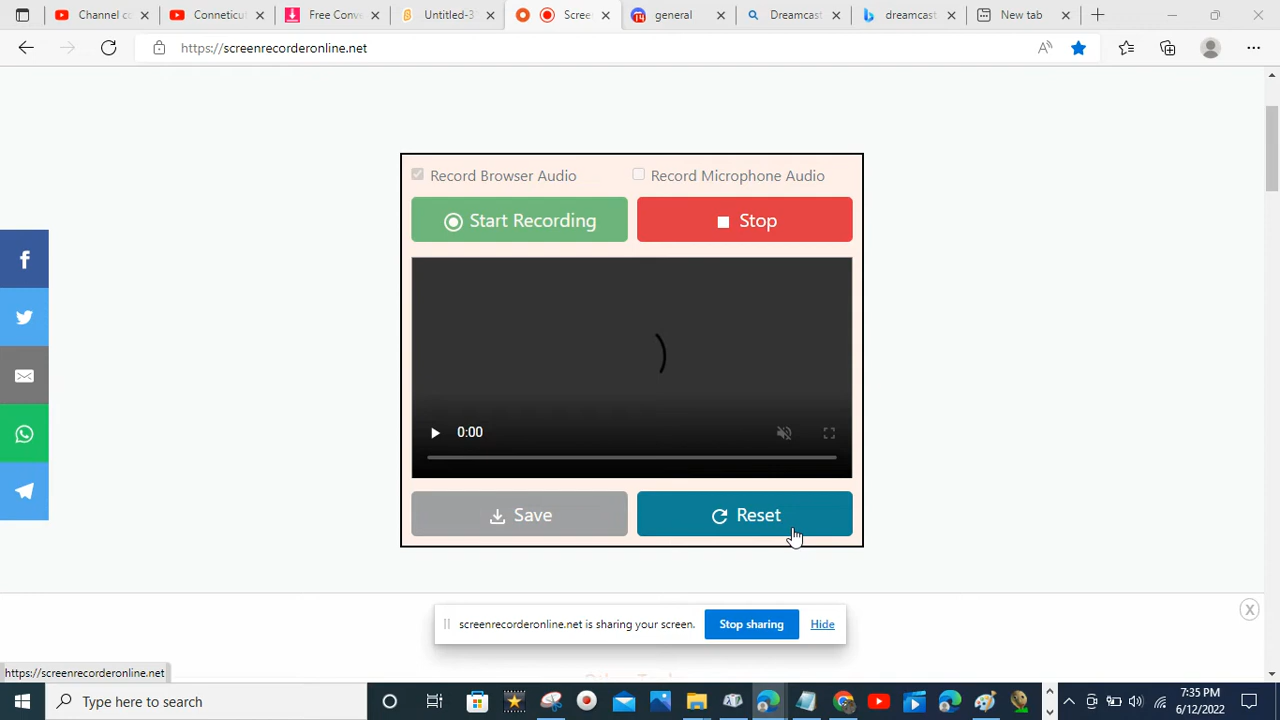 Channel c
Conneticu
Free Conv
Untitled-3
Scree
general
Dreamcast
dreamcas
New tab
https://screenrecorderonline.net
Record Browser Audio
Record Microphone Audio
Start Recording
Stop
0:00
Save
Reset
screenrecorderonline.net is sharing your screen.
Stop sharing
Hide
X
https://screenrecorderonline.net
Type here to search
7:35 PM
6/12/2022